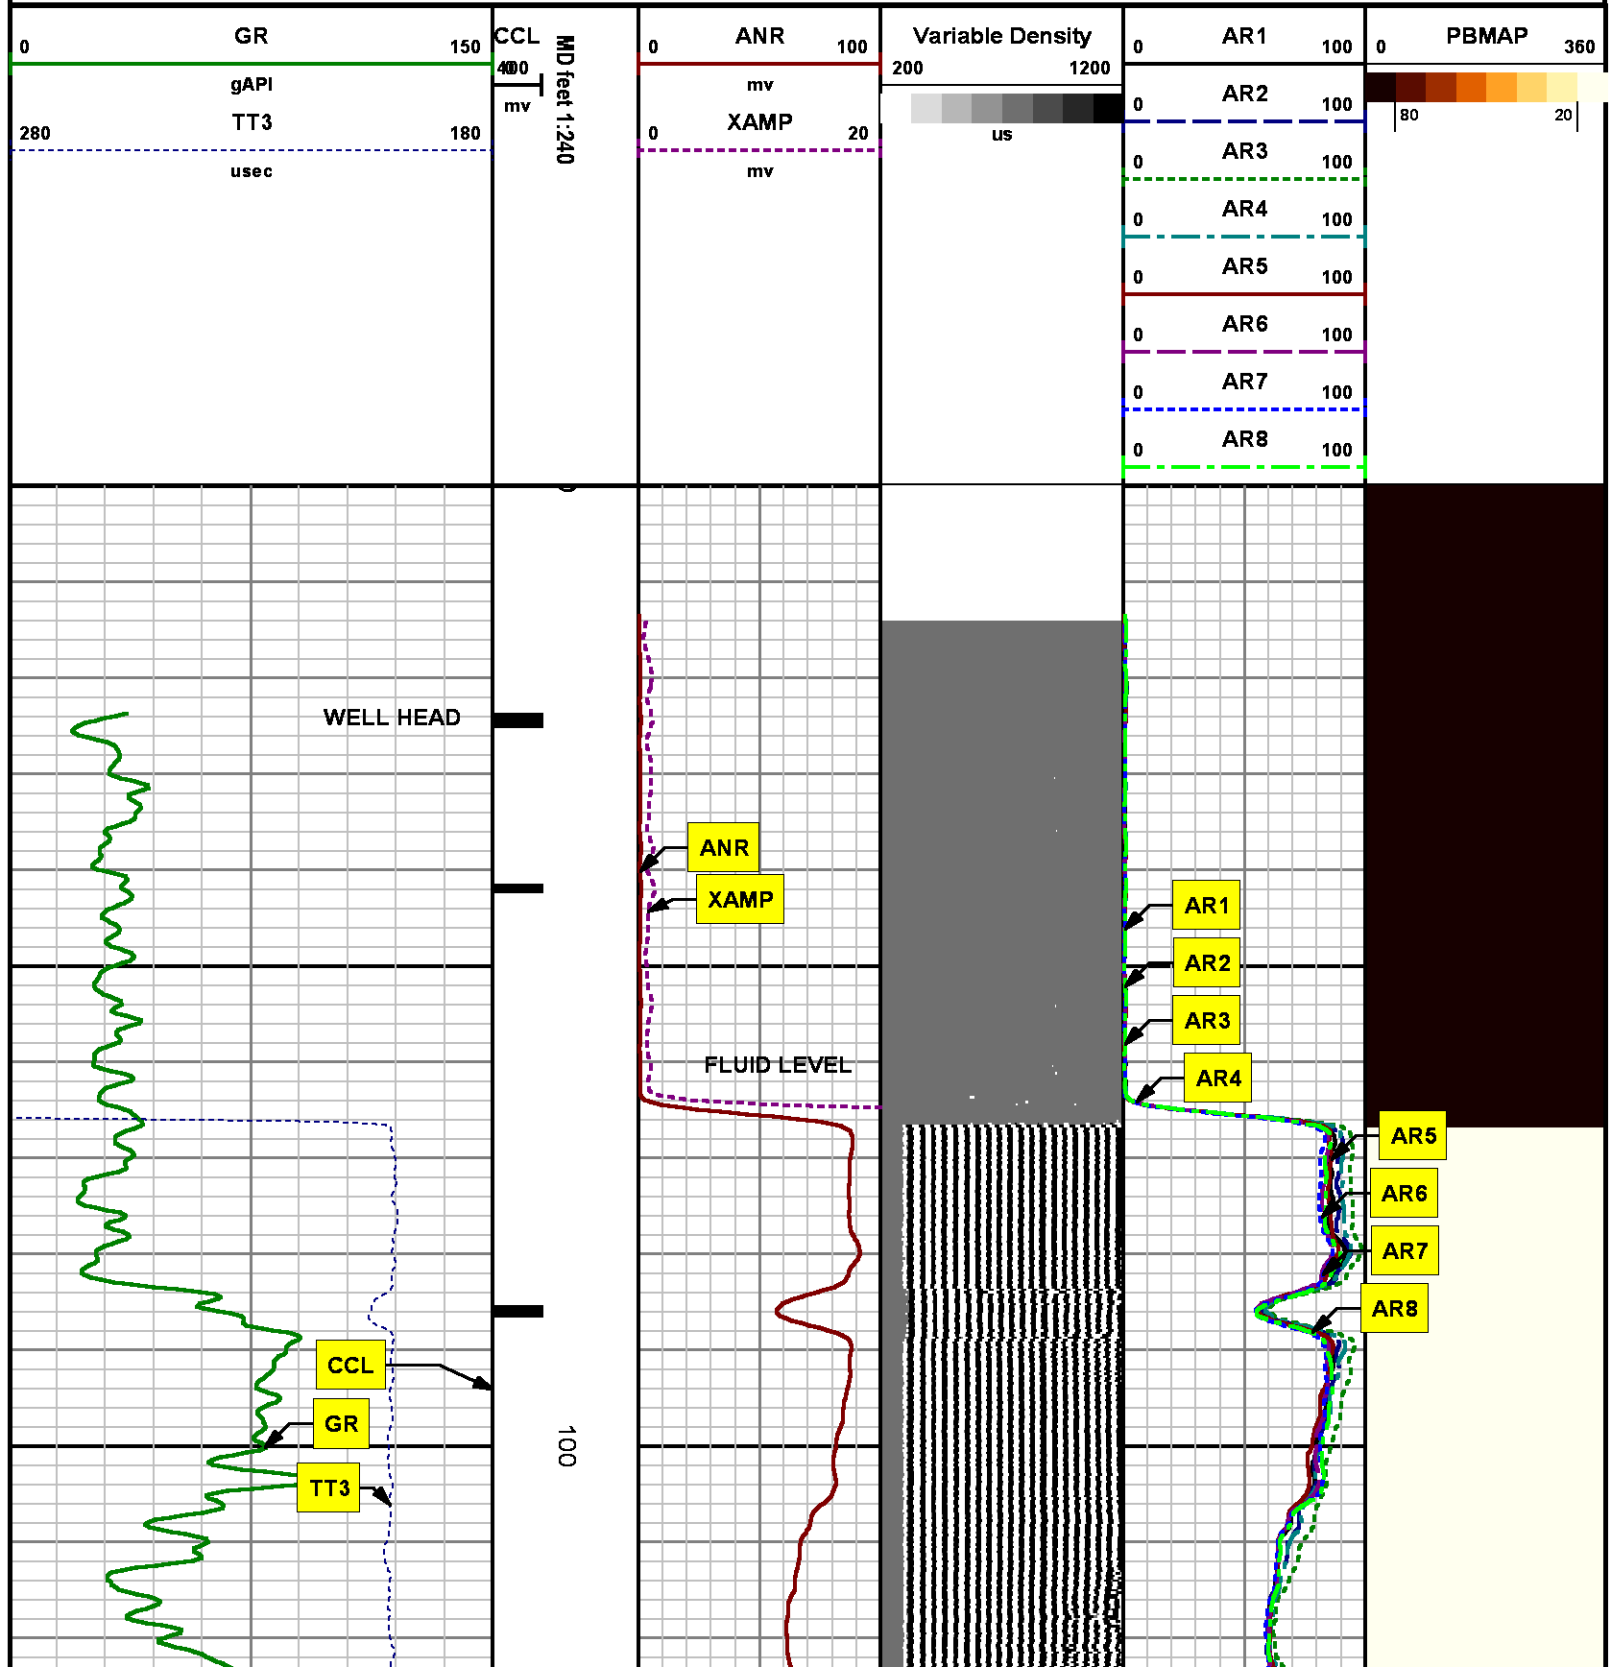 GR
0 150
gAPI
TT3
280 180
usec
CCL
400
mv
MD feet 1:240
ANR
0 100
mv
XAMP
0 20
mv
Variable Density
200 1200
us
AR1
0 100
AR2
0 100
AR3
0 100
AR4
0 100
AR5
0 100
AR6
0 100
AR7
0 100
AR8
0 100
PBMAP
0 360
80 20
WELL HEAD
ANR
XAMP
AR1
AR2
AR3
FLUID LEVEL
AR4
AR5
AR6
AR7
AR8
CCL
GR
100
TT3